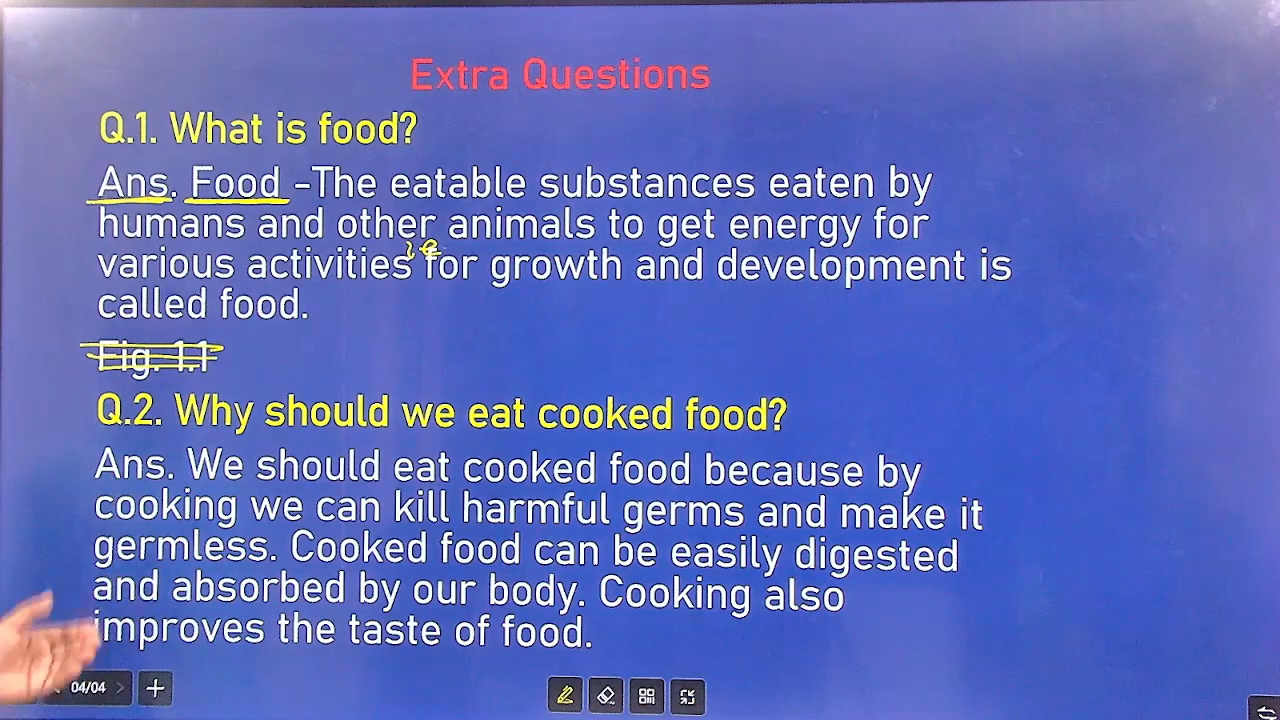 Extra Questions
Q.1. What is food?
Ans. Food -The eatable substances eaten by
humans and other animals to get energy for
various activities for growth and development is
called food.
Fig. 1.1
Q.2. Why should we eat cooked food?
Ans. We should eat cooked food because by
cooking we can kill harmful germs and make it
germless. Cooked food can be easily digested
and absorbed by our body. Cooking also
improves the taste of food.
04/04